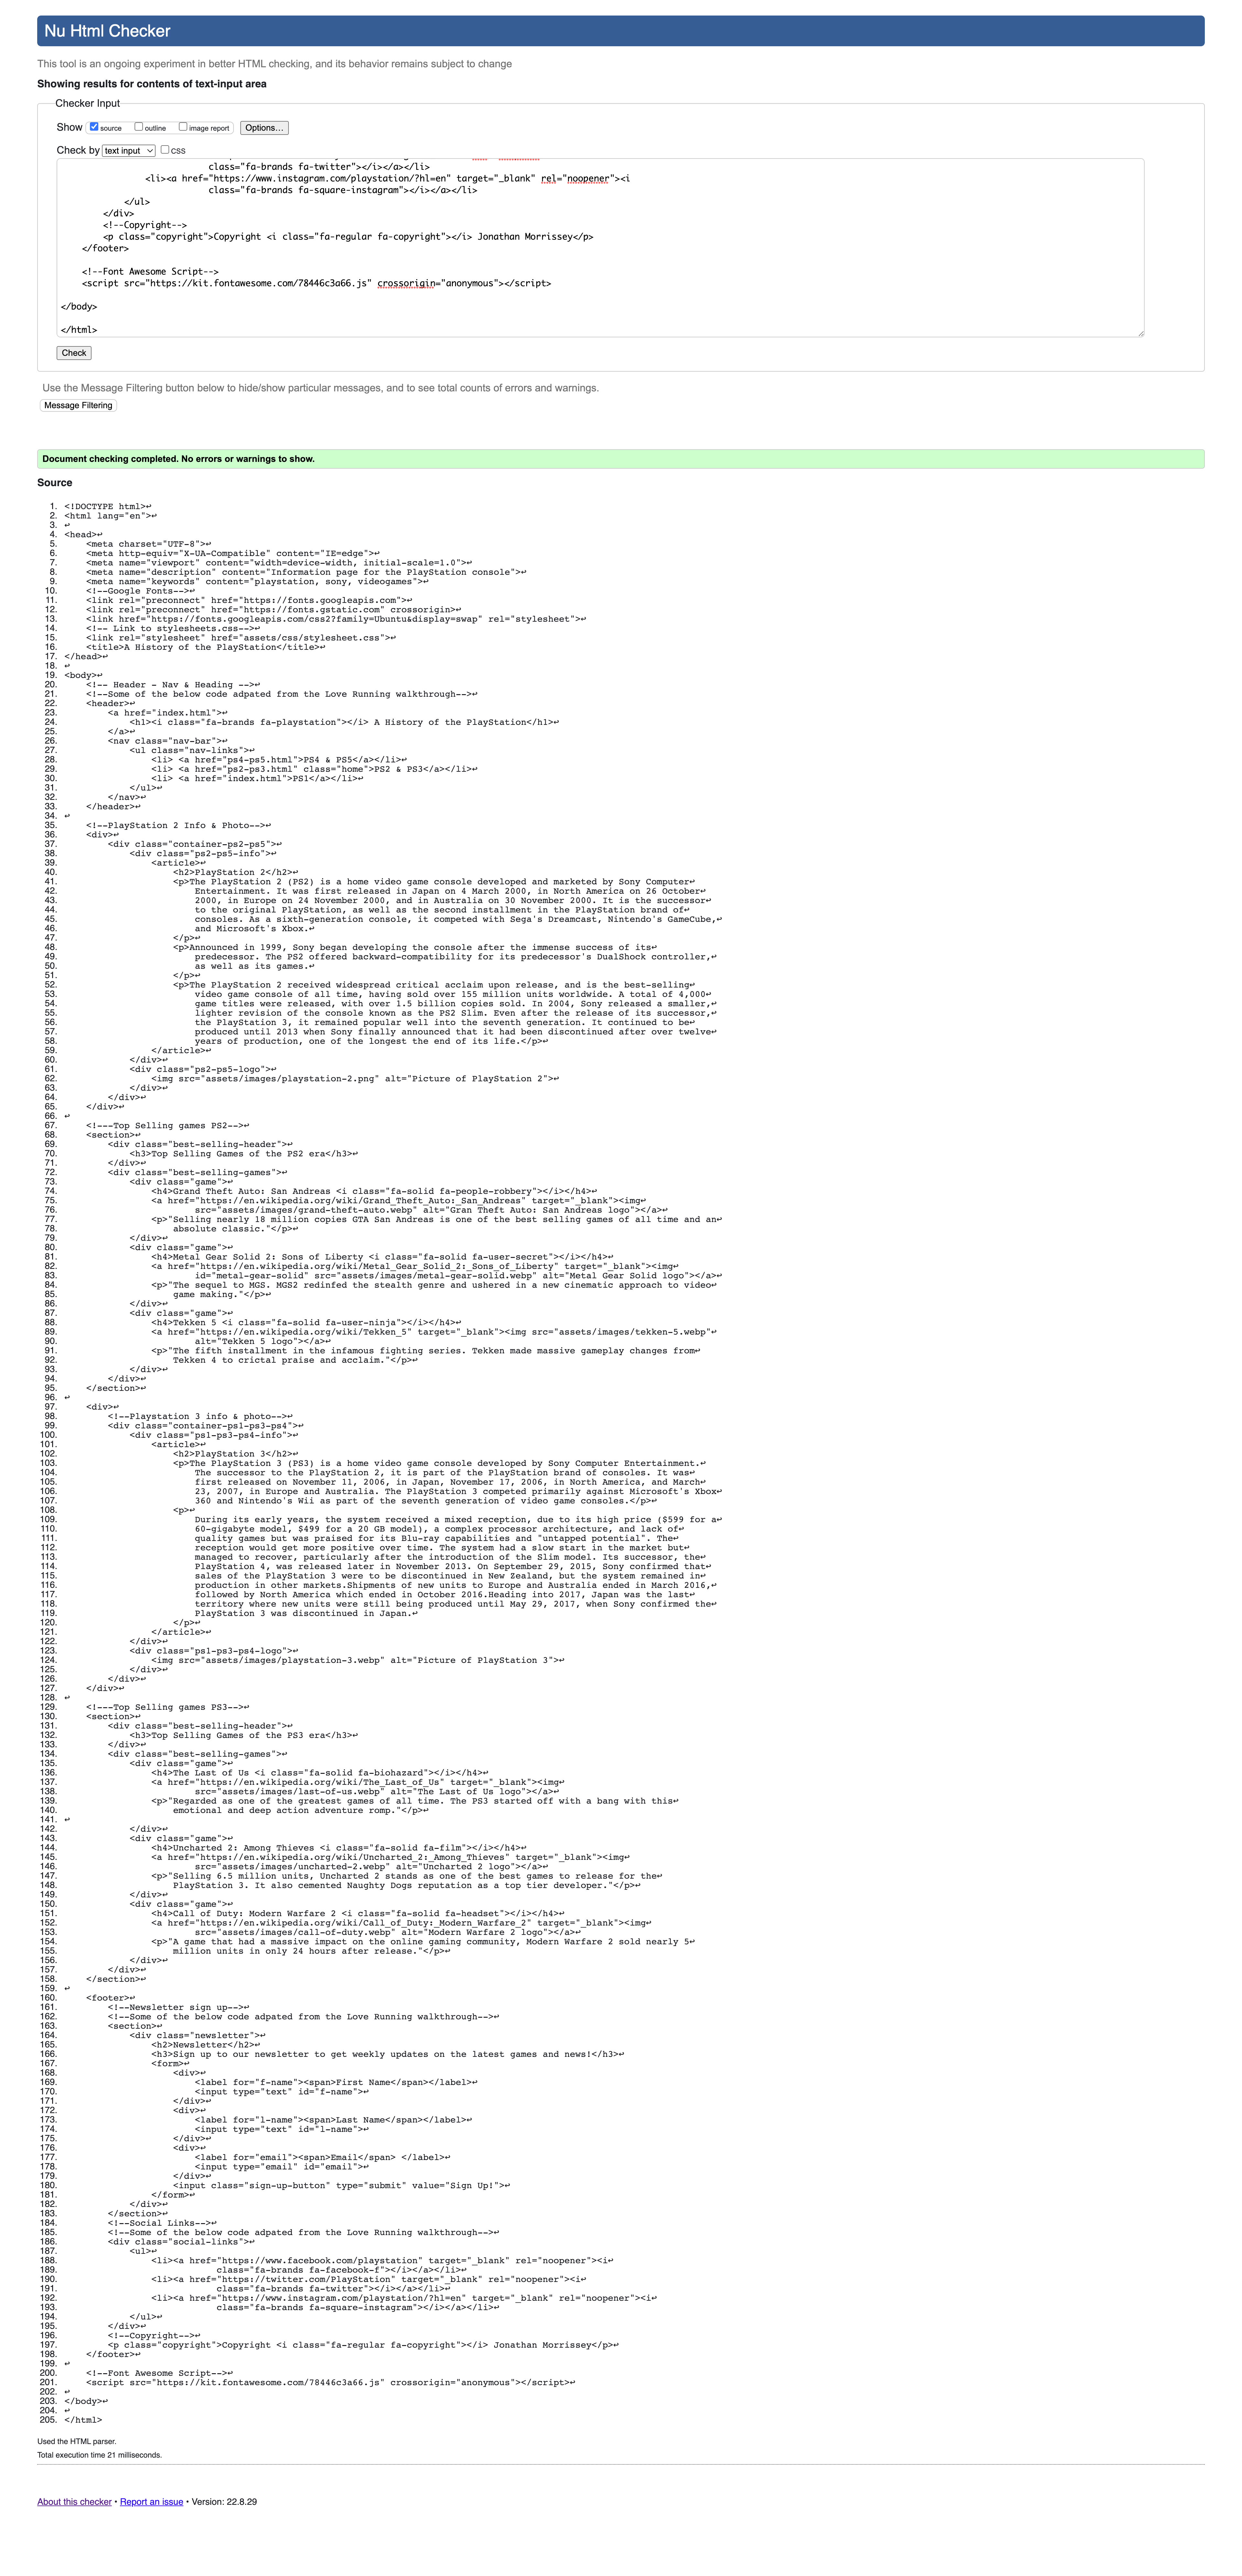 Nu Html Checker
This tool is an ongoing experiment in better HTML checking, and its behavior remains subject to change
Showing results for contents of text-input area
Checker Input
Show source outline image report Options...
Check by text input css
class="fa-brands fa-twitter"></i></a></li>
<li><a href="https://www.instagram.com/playstation/?hl=en" target="_blank" rel="noopener"><i
class="fa-brands fa-square-instagram"></i></a></li>
</ul>
</div>
<!--Copyright-->
<p class="copyright">Copyright <i class="fa-regular fa-copyright"></i> Jonathan Morrissey</p>
</footer>
<!--Font Awesome Script-->
<script src="https://kit.fontawesome.com/78446c3a66.js" crossorigin="anonymous"></script>
</body>
</html>
Check
Use the Message Filtering button below to hide/show particular messages, and to see total counts of errors and warnings.
Message Filtering
Document checking completed. No errors or warnings to show.
Source
1. <!DOCTYPE html>↩
2. <html lang="en">↩
3. ↩
4. <head>↩
5. <meta charset="UTF-8">↩
6. <meta http-equiv="X-UA-Compatible" content="IE=edge">↩
7. <meta name="viewport" content="width=device-width, initial-scale=1.0">↩
8. <meta name="description" content="Information page for the PlayStation console">↩
9. <meta name="keywords" content="playstation, sony, videogames">↩
10. <!--Google Fonts-->↩
11. <link rel="preconnect" href="https://fonts.googleapis.com">↩
12. <link rel="preconnect" href="https://fonts.gstatic.com" crossorigin>↩
13. <link href="https://fonts.googleapis.com/css2?family=Ubuntu&display=swap" rel="stylesheet">↩
14. <!-- Link to stylesheets.css-->↩
15. <link rel="stylesheet" href="assets/css/stylesheet.css">↩
16. <title>A History of the PlayStation</title>↩
17. </head>↩
18. ↩
19. <body>↩
20. <!-- Header - Nav & Heading -->↩
21. <!--Some of the below code adpated from the Love Running walkthrough-->↩
22. <header>↩
23. <a href="index.html">↩
24. <h1><i class="fa-brands fa-playstation"></i> A History of the PlayStation</h1>↩
25. </a>↩
26. <nav class="nav-bar">↩
27. <ul class="nav-links">↩
28. <li> <a href="ps4-ps5.html">PS4 & PS5</a></li>↩
29. <li> <a href="ps2-ps3.html" class="home">PS2 & PS3</a></li>↩
30. <li> <a href="index.html">PS1</a></li>↩
31. </ul>↩
32. </nav>↩
33. </header>↩
34. ↩
35. <!--PlayStation 2 Info & Photo-->↩
36. <div>↩
37. <div class="container-ps2-ps5">↩
38. <div class="ps2-ps5-info">↩
39. <article>↩
40. <h2>PlayStation 2</h2>↩
41. <p>The PlayStation 2 (PS2) is a home video game console developed and marketed by Sony Computer↩
42. Entertainment. It was first released in Japan on 4 March 2000, in North America on 26 October↩
43. 2000, in Europe on 24 November 2000, and in Australia on 30 November 2000. It is the successor↩
44. to the original PlayStation, as well as the second installment in the PlayStation brand of↩
45. consoles. As a sixth-generation console, it competed with Sega's Dreamcast, Nintendo's GameCube,↩
46. and Microsoft's Xbox.↩
47. </p>↩
48. <p>Announced in 1999, Sony began developing the console after the immense success of its↩
49. predecessor. The PS2 offered backward-compatibility for its predecessor's DualShock controller,↩
50. as well as its games.↩
51. </p>↩
52. <p>The PlayStation 2 received widespread critical acclaim upon release, and is the best-selling↩
53. video game console of all time, having sold over 155 million units worldwide. A total of 4,000↩
54. game titles were released, with over 1.5 billion copies sold. In 2004, Sony released a smaller,↩
55. lighter revision of the console known as the PS2 Slim. Even after the release of its successor,↩
56. the PlayStation 3, it remained popular well into the seventh generation. It continued to be↩
57. produced until 2013 when Sony finally announced that it had been discontinued after over twelve↩
58. years of production, one of the longest the end of its life.</p>↩
59. </article>↩
60. </div>↩
61. <div class="ps2-ps5-logo">↩
62. <img src="assets/images/playstation-2.png" alt="Picture of PlayStation 2">↩
63. </div>↩
64. </div>↩
65. </div>↩
66. ↩
67. <!---Top Selling games PS2-->↩
68. <section>↩
69. <div class="best-selling-header">↩
70. <h3>Top Selling Games of the PS2 era</h3>↩
71. </div>↩
72. <div class="best-selling-games">↩
73. <div class="game">↩
74. <h4>Grand Theft Auto: San Andreas <i class="fa-solid fa-people-robbery"></i></h4>↩
75. <a href="https://en.wikipedia.org/wiki/Grand_Theft_Auto:_San_Andreas" target="_blank"><img↩
76. src="assets/images/grand-theft-auto.webp" alt="Gran Theft Auto: San Andreas logo"></a>↩
77. <p>"Selling nearly 18 million copies GTA San Andreas is one of the best selling games of all time and an↩
78. absolute classic."</p>↩
79. </div>↩
80. <div class="game">↩
81. <h4>Metal Gear Solid 2: Sons of Liberty <i class="fa-solid fa-user-secret"></i></h4>↩
82. <a href="https://en.wikipedia.org/wiki/Metal_Gear_Solid_2:_Sons_of_Liberty" target="_blank"><img↩
83. id="metal-gear-solid" src="assets/images/metal-gear-solid.webp" alt="Metal Gear Solid logo"></a>↩
84. <p>"The sequel to MGS. MGS2 redinfed the stealth genre and ushered in a new cinematic approach to video↩
85. game making."</p>↩
86. </div>↩
87. <div class="game">↩
88. <h4>Tekken 5 <i class="fa-solid fa-user-ninja"></i></h4>↩
89. <a href="https://en.wikipedia.org/wiki/Tekken_5" target="_blank"><img src="assets/images/tekken-5.webp"↩
90. alt="Tekken 5 logo"></a>↩
91. <p>"The fifth installment in the infamous fighting series. Tekken made massive gameplay changes from↩
92. Tekken 4 to crictal praise and acclaim."</p>↩
93. </div>↩
94. </div>↩
95. </section>↩
96. ↩
97. <div>↩
98. <!--Playstation 3 info & photo-->↩
99. <div class="container-ps1-ps3-ps4">↩
100. <div class="ps1-ps3-ps4-info">↩
101. <article>↩
102. <h2>PlayStation 3</h2>↩
103. <p>The PlayStation 3 (PS3) is a home video game console developed by Sony Computer Entertainment.↩
104. The successor to the PlayStation 2, it is part of the PlayStation brand of consoles. It was↩
105. first released on November 11, 2006, in Japan, November 17, 2006, in North America, and March↩
106. 23, 2007, in Europe and Australia. The PlayStation 3 competed primarily against Microsoft's Xbox↩
107. 360 and Nintendo's Wii as part of the seventh generation of video game consoles.</p>↩
108. <p>↩
109. During its early years, the system received a mixed reception, due to its high price ($599 for a↩
110. 60-gigabyte model, $499 for a 20 GB model), a complex processor architecture, and lack of↩
111. quality games but was praised for its Blu-ray capabilities and "untapped potential". The↩
112. reception would get more positive over time. The system had a slow start in the market but↩
113. managed to recover, particularly after the introduction of the Slim model. Its successor, the↩
114. PlayStation 4, was released later in November 2013. On September 29, 2015, Sony confirmed that↩
115. sales of the PlayStation 3 were to be discontinued in New Zealand, but the system remained in↩
116. production in other markets.Shipments of new units to Europe and Australia ended in March 2016,↩
117. followed by North America which ended in October 2016.Heading into 2017, Japan was the last↩
118. territory where new units were still being produced until May 29, 2017, when Sony confirmed the↩
119. PlayStation 3 was discontinued in Japan.↩
120. </p>↩
121. </article>↩
122. </div>↩
123. <div class="ps1-ps3-ps4-logo">↩
124. <img src="assets/images/playstation-3.webp" alt="Picture of PlayStation 3">↩
125. </div>↩
126. </div>↩
127. </div>↩
128. ↩
129. <!---Top Selling games PS3-->↩
130. <section>↩
131. <div class="best-selling-header">↩
132. <h3>Top Selling Games of the PS3 era</h3>↩
133. </div>↩
134. <div class="best-selling-games">↩
135. <div class="game">↩
136. <h4>The Last of Us <i class="fa-solid fa-biohazard"></i></h4>↩
137. <a href="https://en.wikipedia.org/wiki/The_Last_of_Us" target="_blank"><img↩
138. src="assets/images/last-of-us.webp" alt="The Last of Us logo"></a>↩
139. <p>"Regarded as one of the greatest games of all time. The PS3 started off with a bang with this↩
140. emotional and deep action adventure romp."</p>↩
141. ↩
142. </div>↩
143. <div class="game">↩
144. <h4>Uncharted 2: Among Thieves <i class="fa-solid fa-film"></i></h4>↩
145. <a href="https://en.wikipedia.org/wiki/Uncharted_2:_Among_Thieves" target="_blank"><img↩
146. src="assets/images/uncharted-2.webp" alt="Uncharted 2 logo"></a>↩
147. <p>"Selling 6.5 million units, Uncharted 2 stands as one of the best games to release for the↩
148. PlayStation 3. It also cemented Naughty Dogs reputation as a top tier developer."</p>↩
149. </div>↩
150. <div class="game">↩
151. <h4>Call of Duty: Modern Warfare 2 <i class="fa-solid fa-headset"></i></h4>↩
152. <a href="https://en.wikipedia.org/wiki/Call_of_Duty:_Modern_Warfare_2" target="_blank"><img↩
153. src="assets/images/call-of-duty.webp" alt="Modern Warfare 2 logo"></a>↩
154. <p>"A game that had a massive impact on the online gaming community, Modern Warfare 2 sold nearly 5↩
155. million units in only 24 hours after release."</p>↩
156. </div>↩
157. </div>↩
158. </section>↩
159. ↩
160. <footer>↩
161. <!--Newsletter sign up-->↩
162. <!--Some of the below code adpated from the Love Running walkthrough-->↩
163. <section>↩
164. <div class="newsletter">↩
165. <h2>Newsletter</h2>↩
166. <h3>Sign up to our newsletter to get weekly updates on the latest games and news!</h3>↩
167. <form>↩
168. <div>↩
169. <label for="f-name"><span>First Name</span></label>↩
170. <input type="text" id="f-name">↩
171. </div>↩
172. <div>↩
173. <label for="l-name"><span>Last Name</span></label>↩
174. <input type="text" id="l-name">↩
175. </div>↩
176. <div>↩
177. <label for="email"><span>Email</span> </label>↩
178. <input type="email" id="email">↩
179. </div>↩
180. <input class="sign-up-button" type="submit" value="Sign Up!">↩
181. </form>↩
182. </div>↩
183. </section>↩
184. <!--Social Links-->↩
185. <!--Some of the below code adpated from the Love Running walkthrough-->↩
186. <div class="social-links">↩
187. <ul>↩
188. <li><a href="https://www.facebook.com/playstation" target="_blank" rel="noopener"><i↩
189. class="fa-brands fa-facebook-f"></i></a></li>↩
190. <li><a href="https://twitter.com/PlayStation" target="_blank" rel="noopener"><i↩
191. class="fa-brands fa-twitter"></i></a></li>↩
192. <li><a href="https://www.instagram.com/playstation/?hl=en" target="_blank" rel="noopener"><i↩
193. class="fa-brands fa-square-instagram"></i></a></li>↩
194. </ul>↩
195. </div>↩
196. <!--Copyright-->↩
197. <p class="copyright">Copyright <i class="fa-regular fa-copyright"></i> Jonathan Morrissey</p>↩
198. </footer>↩
199. ↩
200. <!--Font Awesome Script-->↩
201. <script src="https://kit.fontawesome.com/78446c3a66.js" crossorigin="anonymous"></script>↩
202. ↩
203. </body>↩
204. ↩
205. </html>
Used the HTML parser.
Total execution time 21 milliseconds.
About this checker • Report an issue • Version: 22.8.29